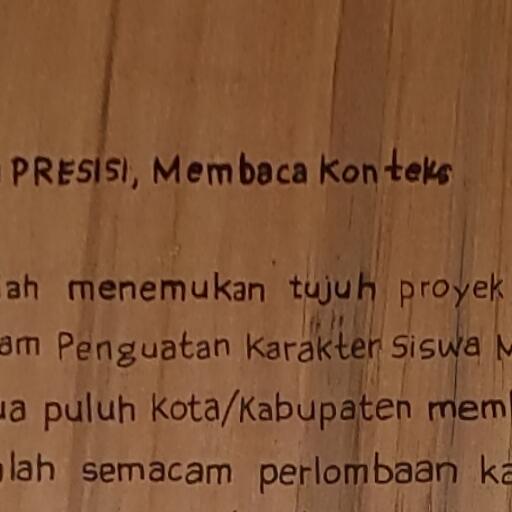 PRESISI, Membaca Konteks
ah menemukan tujuh proyek
am Penguatan Karakter Siswa M
ua puluh Kota/Kabupaten mem
lah semacam perlombaan ka